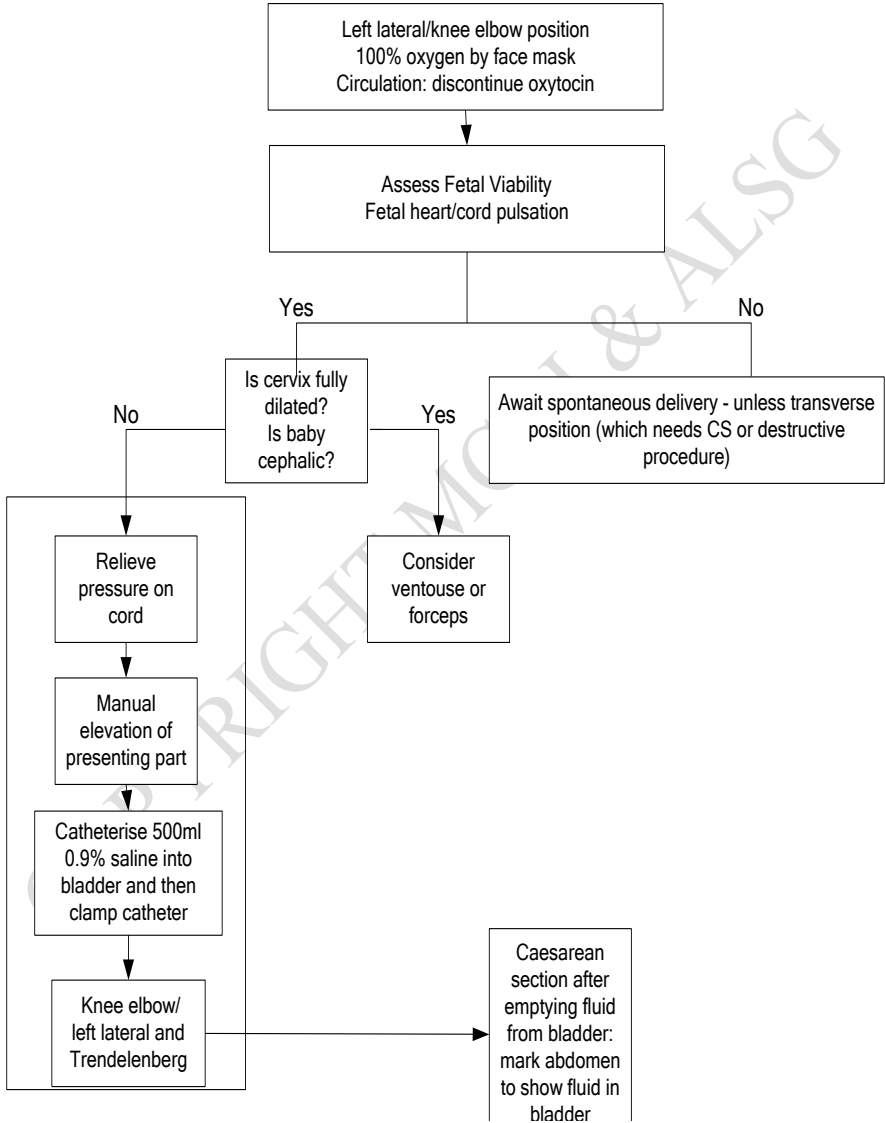 Left lateral/knee elbow position
100% oxygen by face mask
Circulation: discontinue oxytocin
Assess Fetal Viability
Fetal heart/cord pulsation
Yes
No
Is cervix fully
dilated?
Is baby
cephalic?
No
Yes
Await spontaneous delivery - unless transverse
position (which needs CS or destructive
procedure)
Relieve
pressure on
cord
Consider
ventouse or
forceps
Manual
elevation of
presenting part
Catheterise 500ml
0.9% saline into
bladder and then
clamp catheter
Knee elbow/
left lateral and
Trendelenberg
Caesarean
section after
emptying fluid
from bladder:
mark abdomen
to show fluid in
bladder
& ALSG